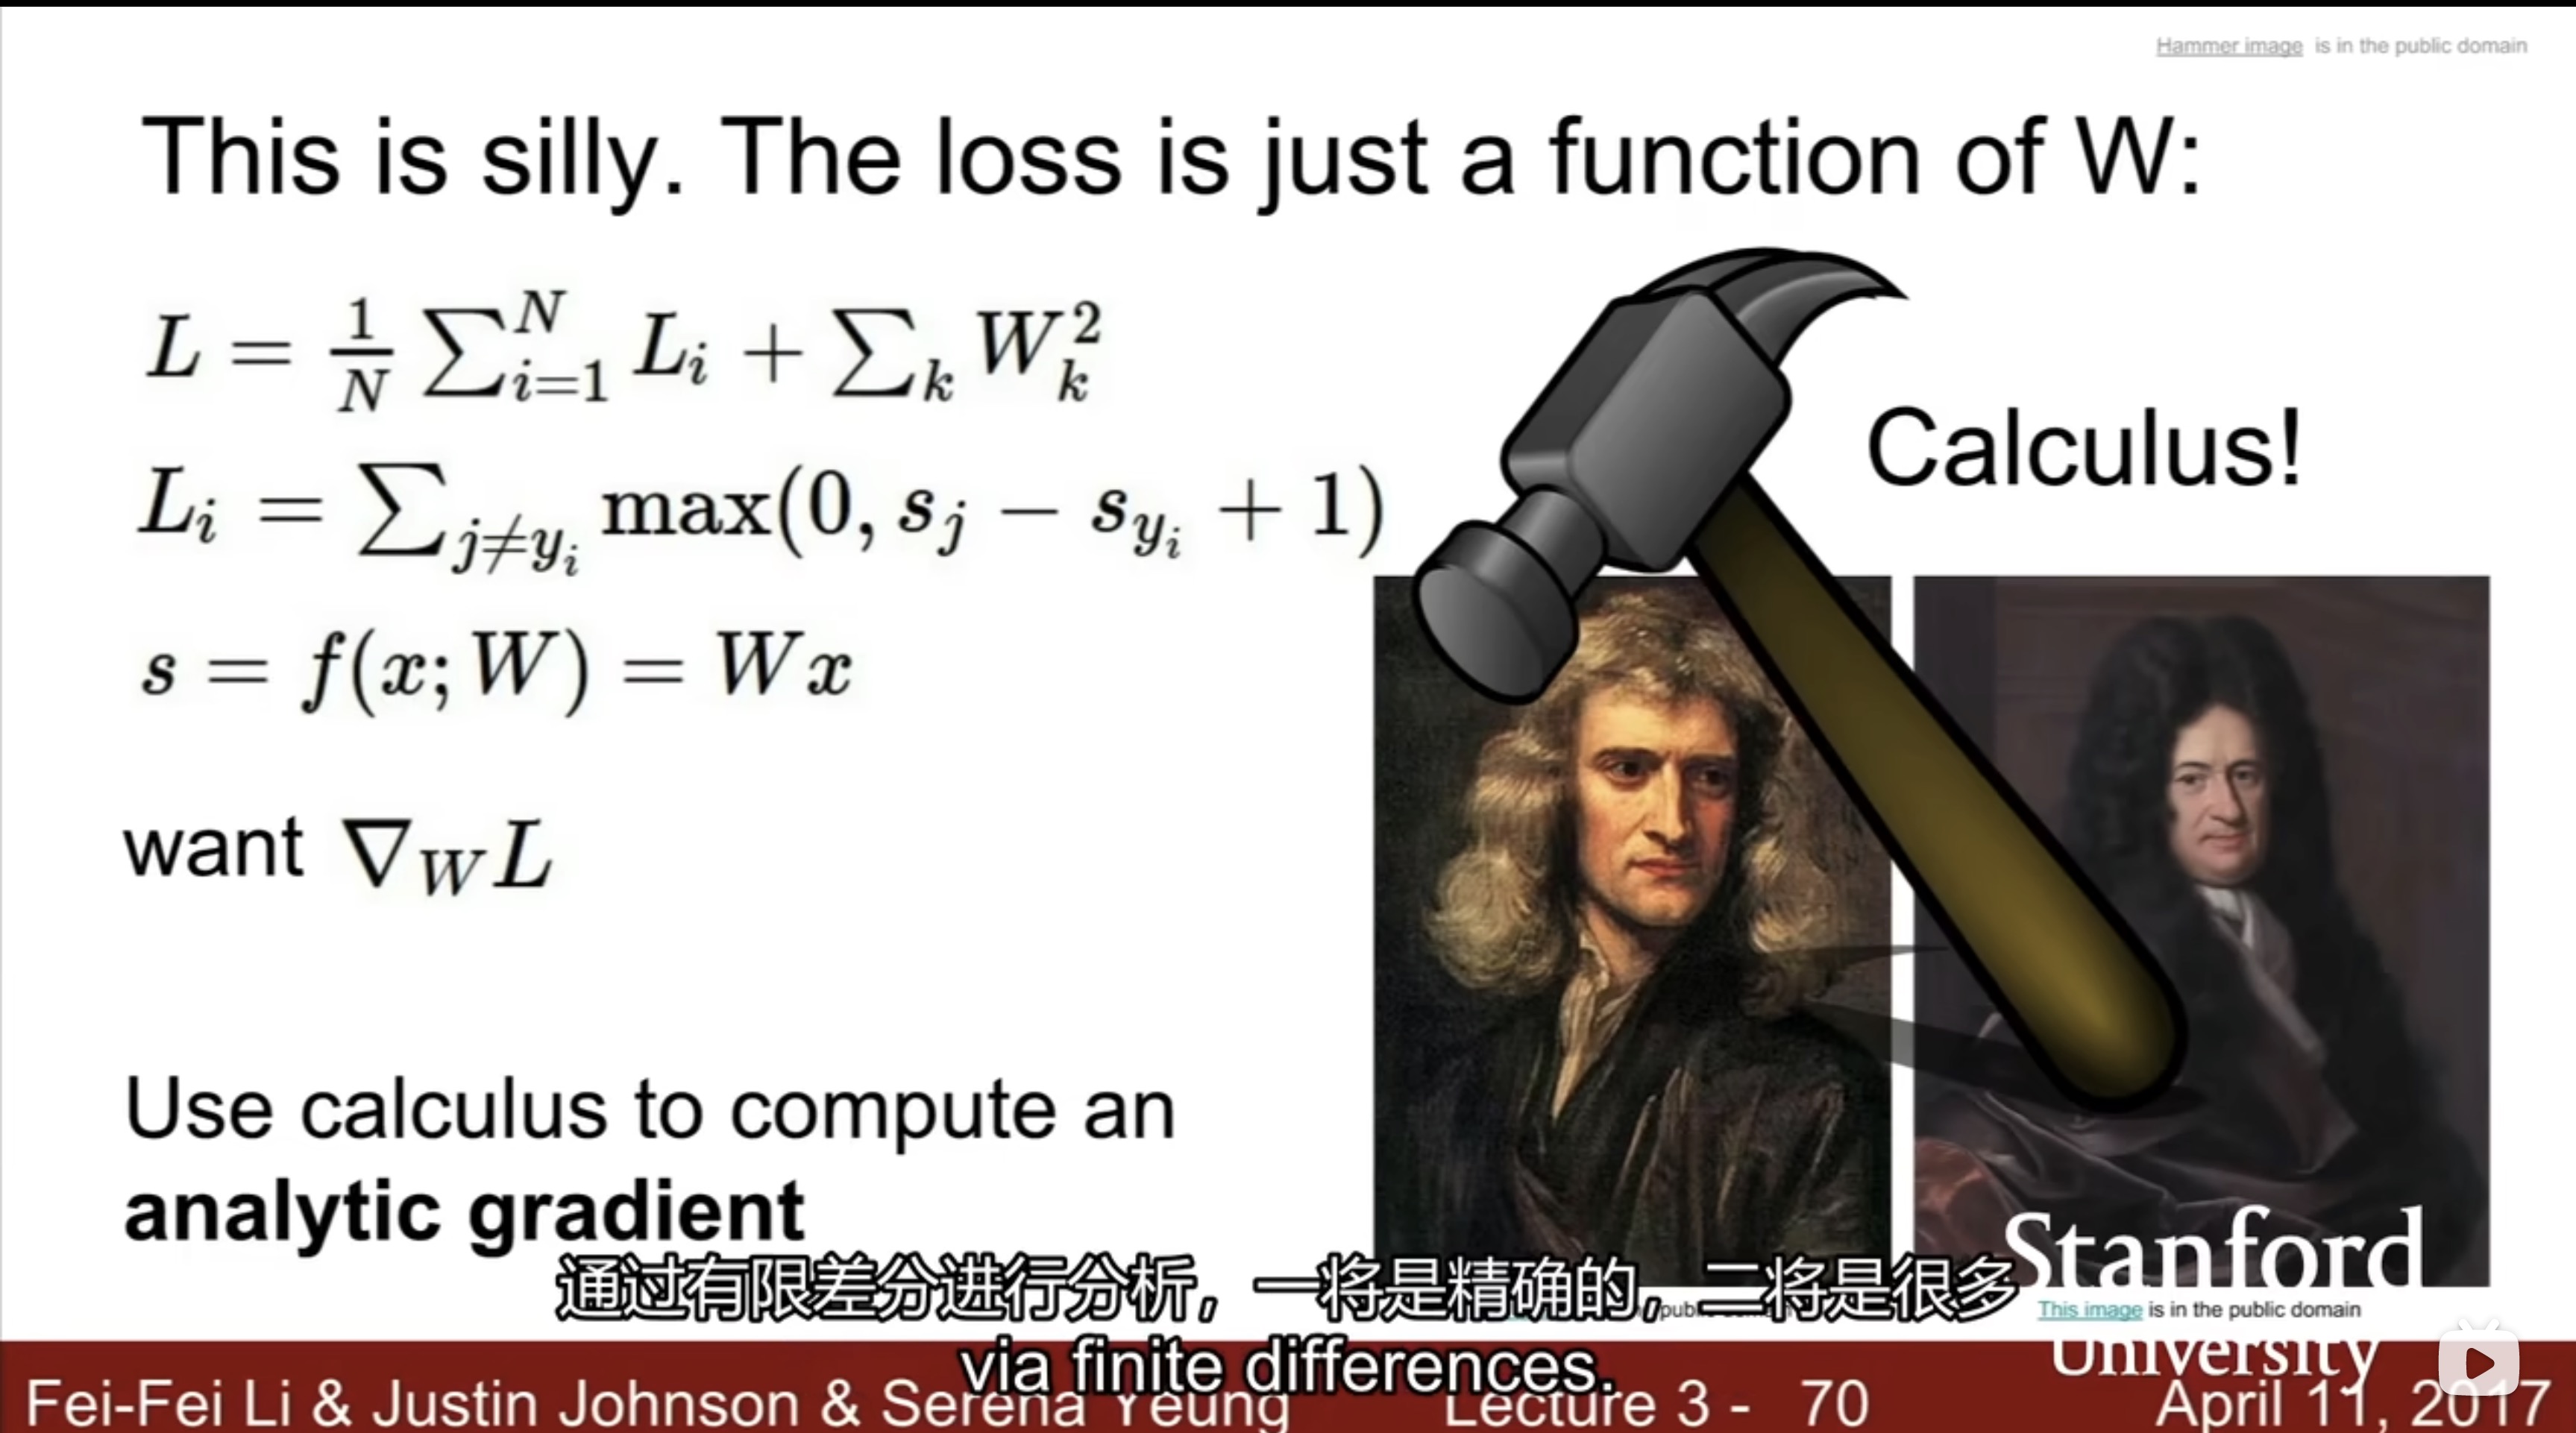 Hammer image is in the public domain
This is silly. The loss is just a function of W:
L = \frac{1}{N} \sum_{i=1}^{N} L_i + \sum_k W_k^2
L_i = \sum_{j \neq y_i} \max(0, s_j - s_{y_i} + 1)
s = f(x; W) = Wx
want \nabla_W L
Calculus!
Use calculus to compute an
analytic gradient
通过有限差分进行分析，一将是精确的，二将是很多
via finite differences.
Stanford
University
This image is in the public domain
Fei-Fei Li & Justin Johnson & Serena Yeung
Lecture 3 - 70
April 11, 2017